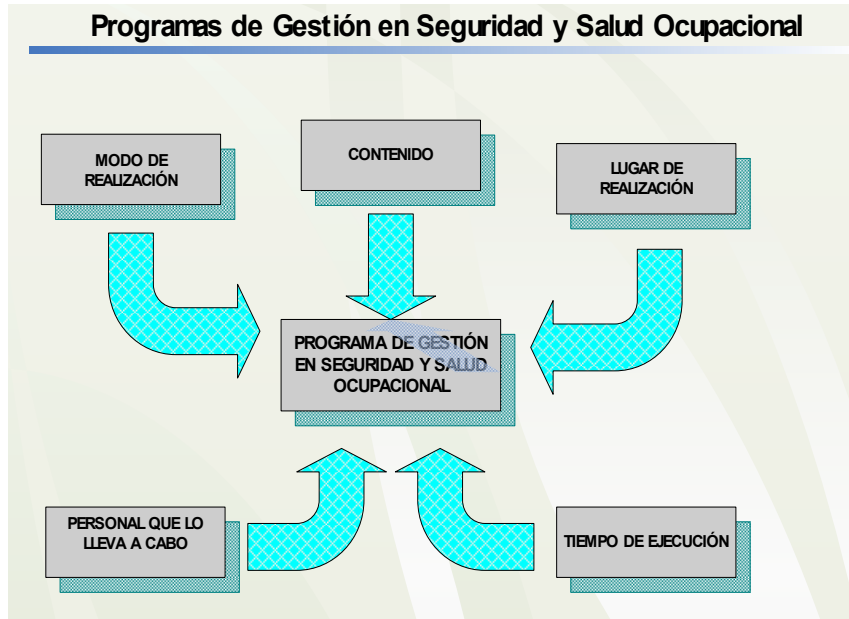 Programas de Gestión en Seguridad y Salud Ocupacional
MODO DE
REALIZACIÓN
CONTENIDO
LUGAR DE
REALIZACIÓN
PROGRAMA DE GESTIÓN
EN SEGURIDAD Y SALUD
OCUPACIONAL
PERSONAL QUE LO
LLEVA A CABO
TIEMPO DE EJECUCIÓN